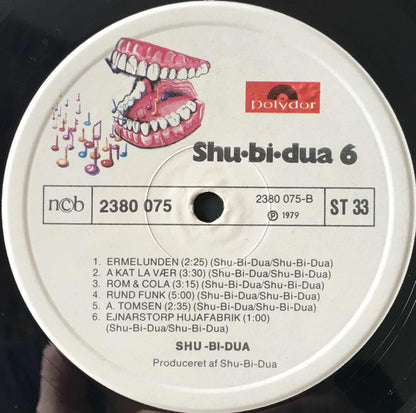 polydor
Shu·bi·dua 6
n©b 2380 075
2380 075-B
℗ 1979
ST 33
1. ERMELUNDEN (2:25) (Shu-Bi-Dua/Shu-Bi-Dua)
2. A KAT LA VÆR (3:30) (Shu-Bi-Dua/Shu-Bi-Dua)
3. ROM & COLA (3:15) (Shu-Bi-Dua/Shu-Bi-Dua)
4. RUND FUNK (5:00) (Shu-Bi-Dua/Shu-Bi-Dua)
5. A. TOMSEN (2:35) (Shu-Bi-Dua/Shu-Bi-Dua)
6. EJNARSTORP HUJAFABRIK (1:00)
(Shu-Bi-Dua/Shu-Bi-Dua)
SHU-BI-DUA
Produceret af Shu-Bi-Dua